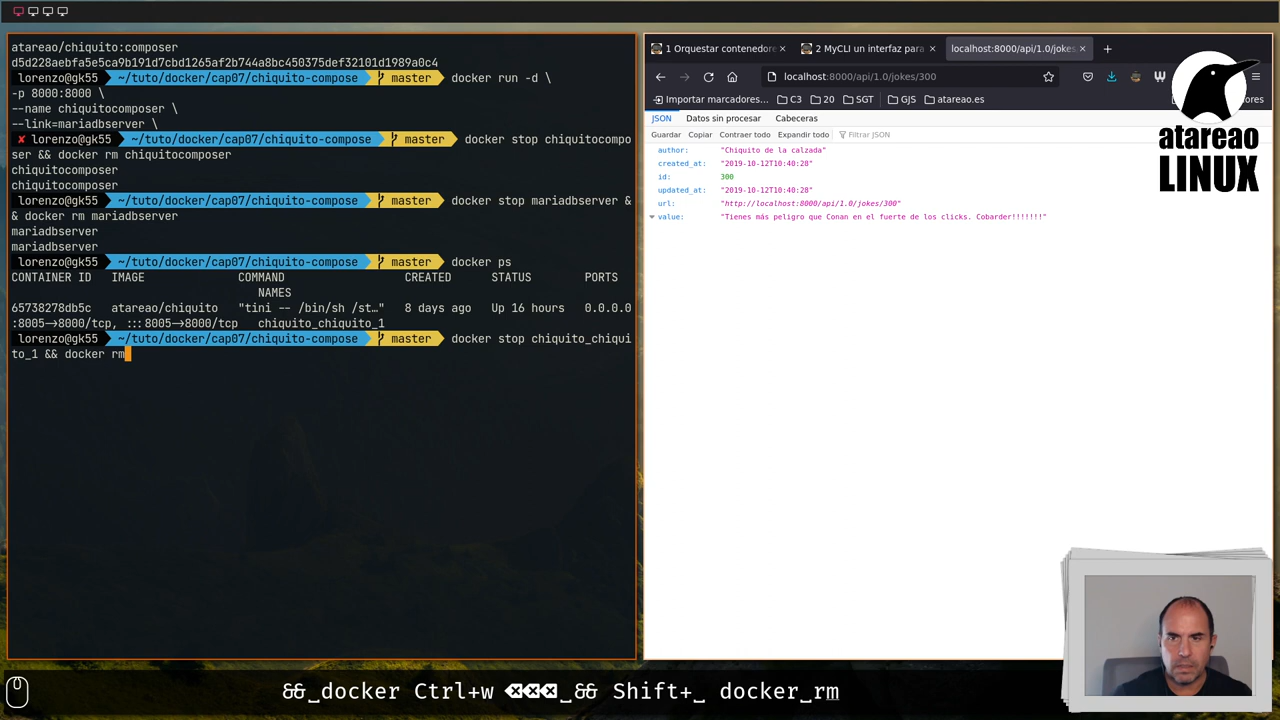 atareao/chiquito:composer
d5d228aebfa5e5ca9b191d7cbd1265af2b744a8bc450375def32101d1989a0c4
lorenzo@gk55 ~/tuto/docker/cap07/chiquito-compose master docker run -d \
-p 8000:8000 \
--name chiquitocomposer \
--link=mariadbserver \
✘ lorenzo@gk55 ~/tuto/docker/cap07/chiquito-compose master docker stop chiquitocompo
ser && docker rm chiquitocomposer
chiquitocomposer
chiquitocomposer
lorenzo@gk55 ~/tuto/docker/cap07/chiquito-compose master docker stop mariadbserver &
& docker rm mariadbserver
mariadbserver
mariadbserver
lorenzo@gk55 ~/tuto/docker/cap07/chiquito-compose master docker ps
CONTAINER ID IMAGE COMMAND CREATED STATUS PORTS
NAMES
65738278db5c atareao/chiquito "tini -- /bin/sh /st…" 8 days ago Up 16 hours 0.0.0.0
:8005->8000/tcp, :::8005->8000/tcp chiquito_chiquito_1
lorenzo@gk55 ~/tuto/docker/cap07/chiquito-compose master docker stop chiquito_chiqui
to_1 && docker rm
1 Orquestar contenedore 2 MyCLI un interfaz para localhost:8000/api/1.0/jokes
localhost:8000/api/1.0/jokes/300
Importar marcadores... C3 20 SGT GJS atareao.es
JSON Datos sin procesar Cabeceras
Guardar Copiar Contraer todo Expandir todo Filtrar JSON
author: "Chiquito de la calzada"
created_at: "2019-10-12T10:40:28"
id: 300
updated_at: "2019-10-12T10:40:28"
url: "http://localhost:8000/api/1.0/jokes/300"
value: "Tienes más peligro que Conan en el fuerte de los clicks. Cobarder!!!!!!!"
atareao
LINUX
&&␣docker Ctrl+w ⌫⌫⌫␣&& Shift+␣ docker␣rm